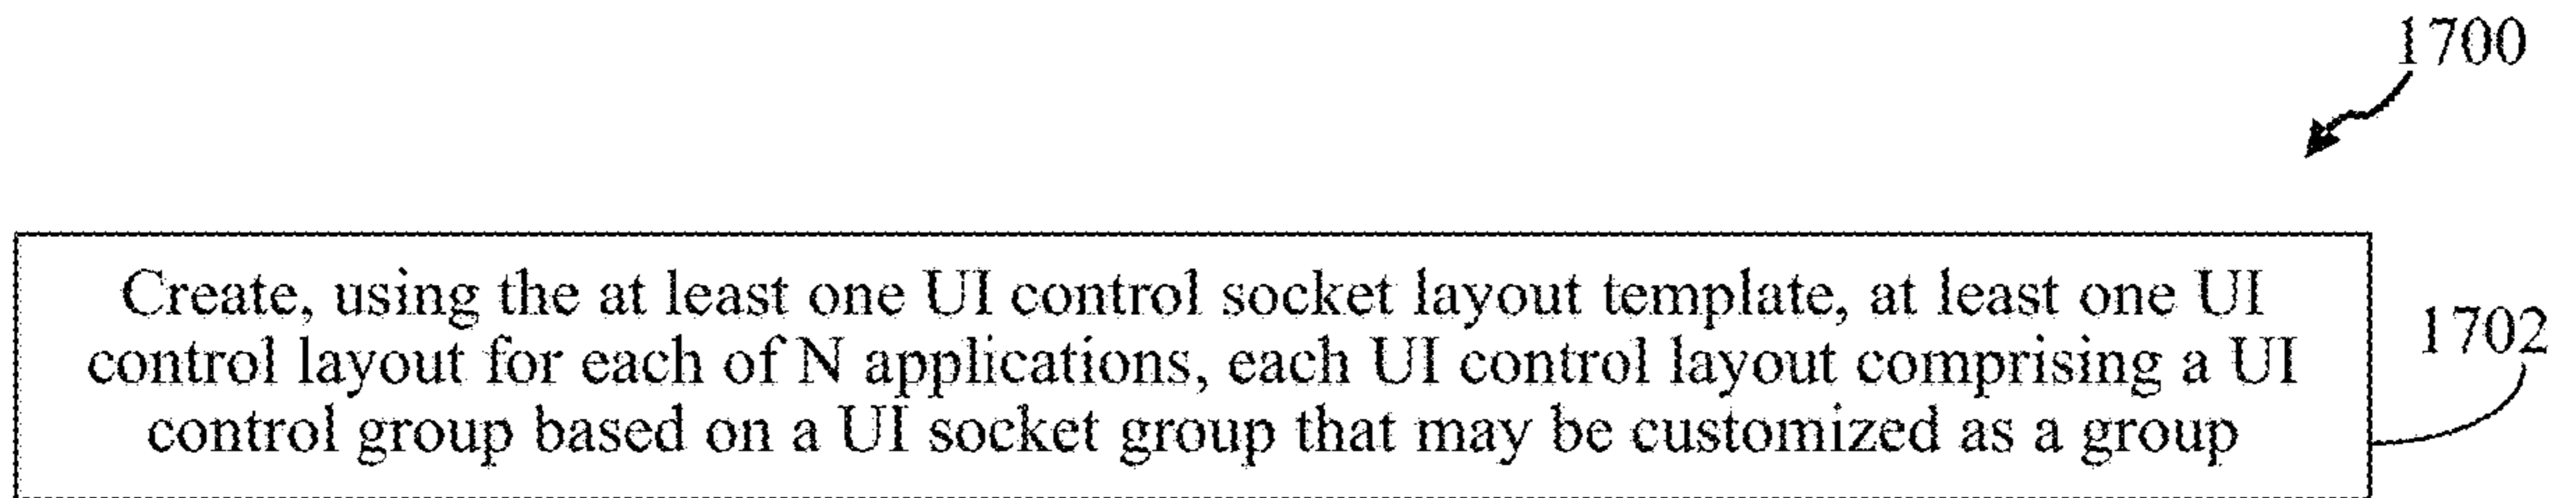 1700
Create, using the at least one UI control socket layout template, at least one UI
control layout for each of N applications, each UI control layout comprising a UI
control group based on a UI socket group that may be customized as a group
1702